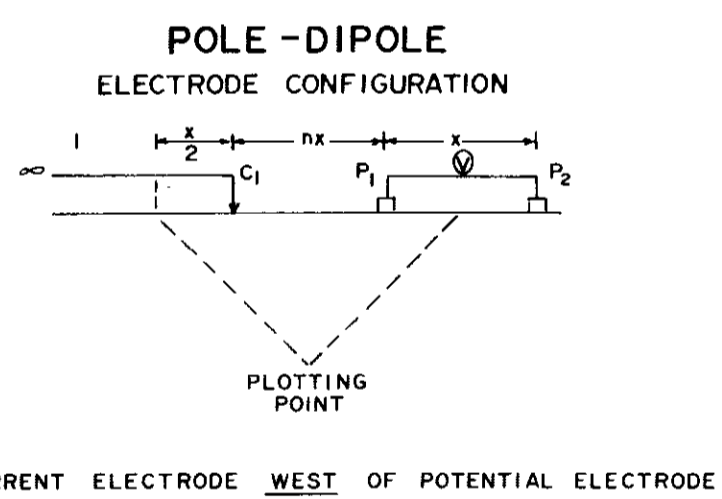 POLE-DIPOLE
ELECTRODE CONFIGURATION
I x/2 nx x
∞ C1 P1 V P2
PLOTTING
POINT
RRENT ELECTRODE WEST OF POTENTIAL ELECTRODE